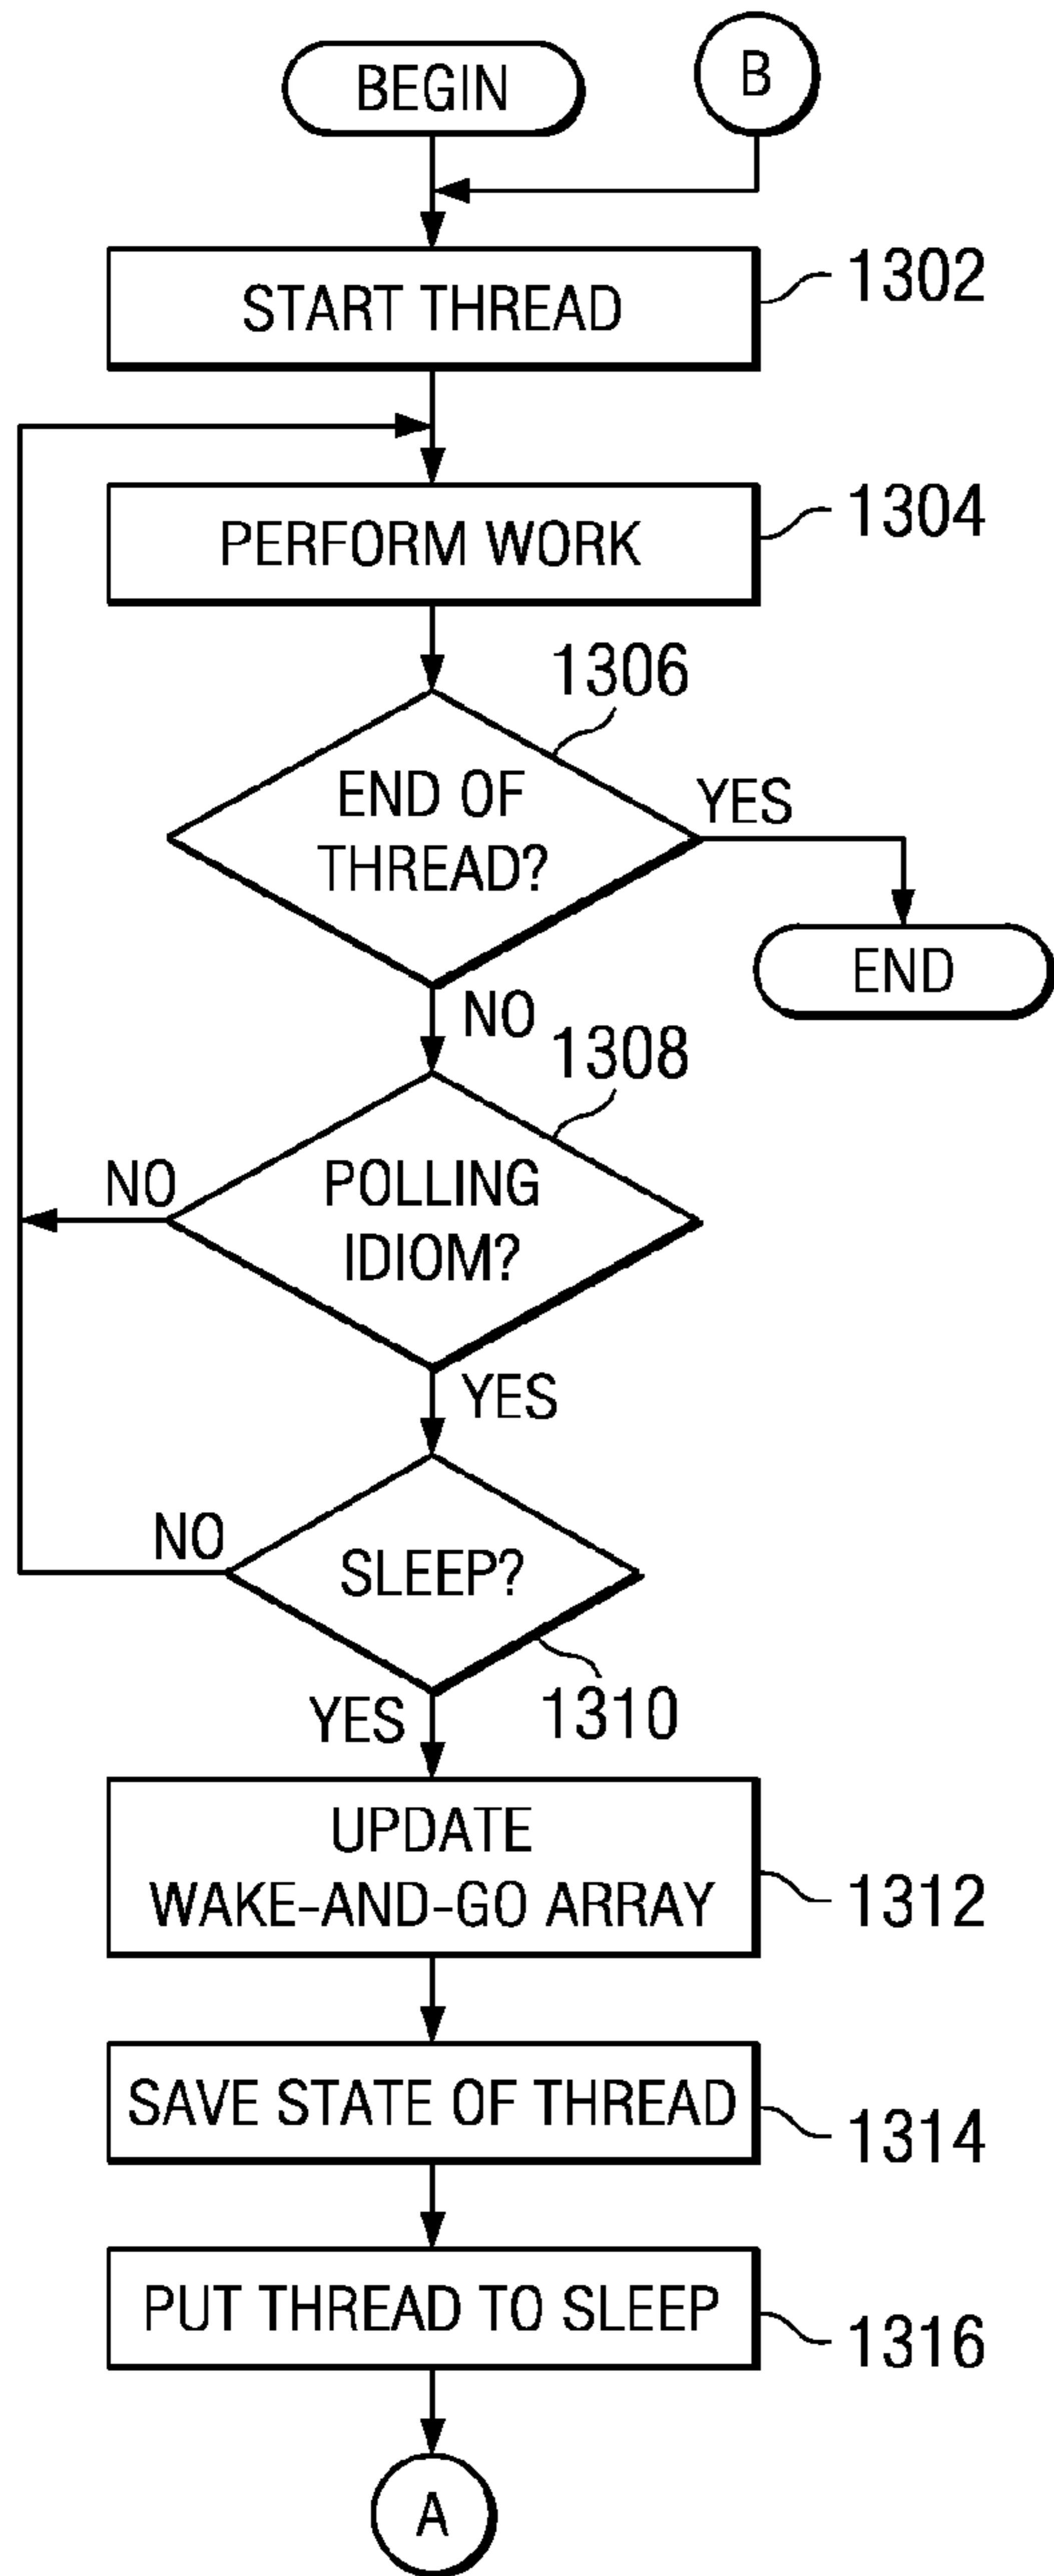 BEGIN
B
START THREAD
1302
PERFORM WORK
1304
1306
END OF
THREAD?
YES
END
NO
1308
POLLING
IDIOM?
NO
YES
SLEEP?
NO
1310
YES
UPDATE
WAKE-AND-GO ARRAY
1312
SAVE STATE OF THREAD
1314
PUT THREAD TO SLEEP
1316
A